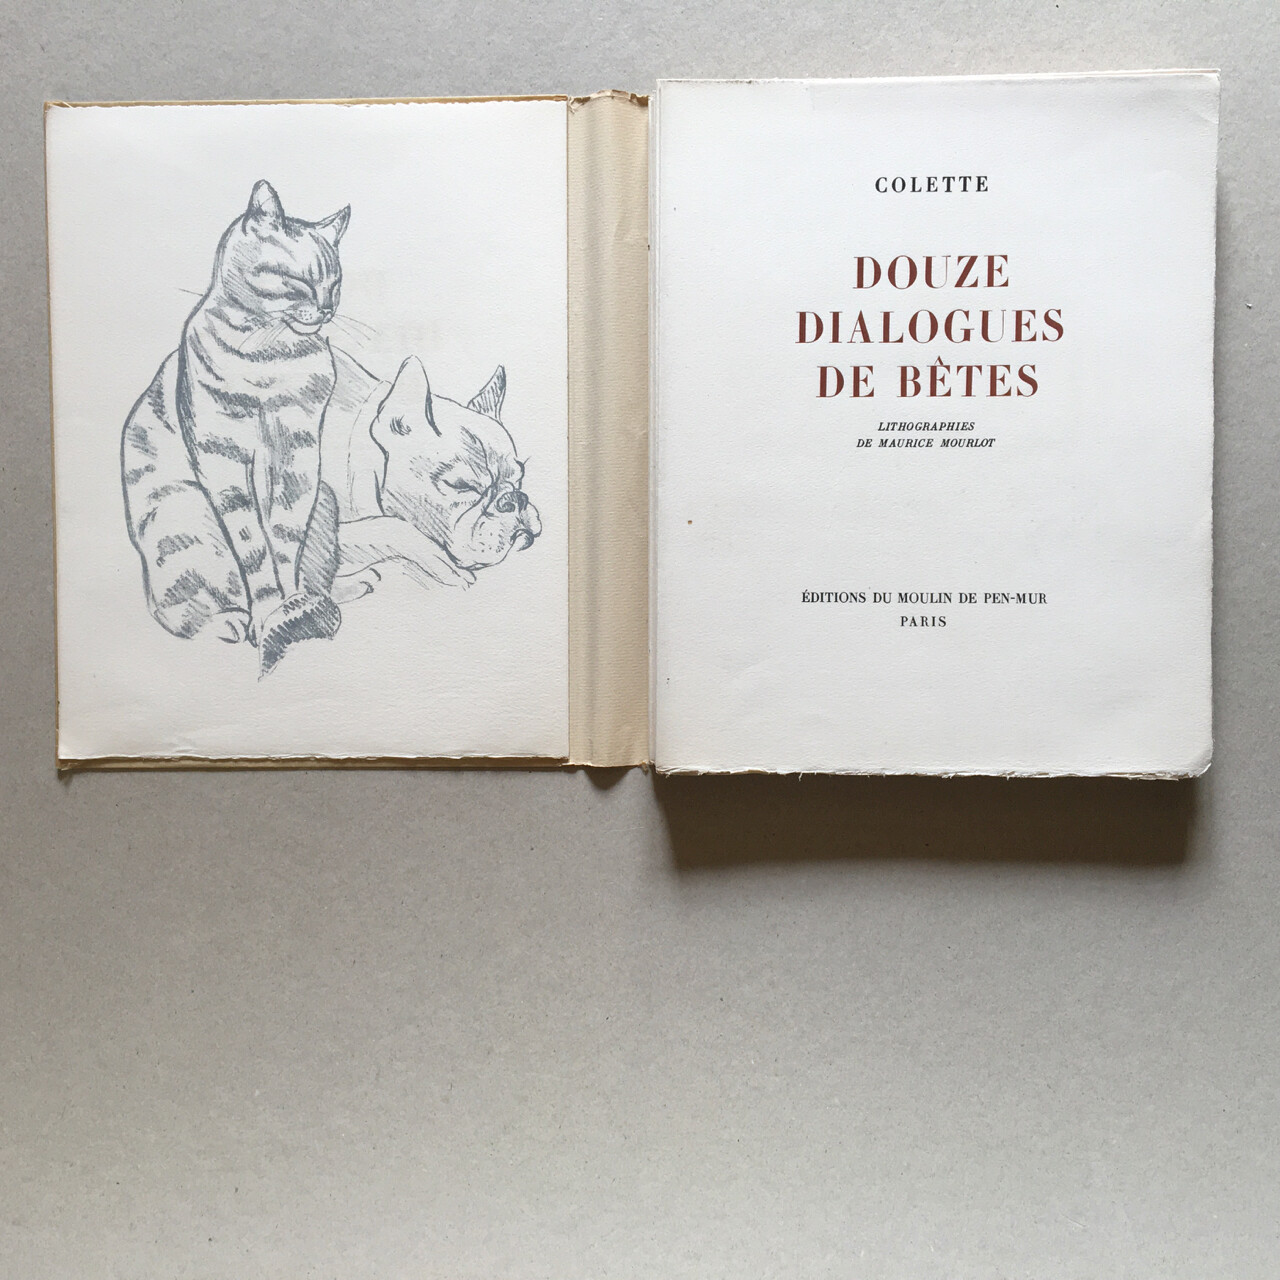 COLETTE
DOUZE
DIALOGUES
DE BÊTES
LITHOGRAPHIES
DE MAURICE MOURLOT
ÉDITIONS DU MOULIN DE PEN-MUR
PARIS